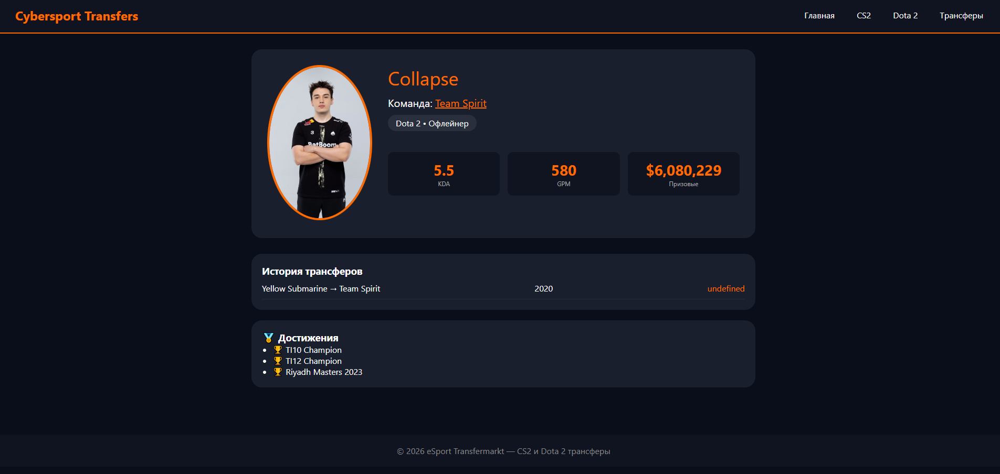 Cybersport Transfers
Главная CS2 Dota 2 Трансферы
Collapse
Команда: Team Spirit
Dota 2 • Офлейнер
3
BetBoom
5.5 580 $6,080,229
KDA GPM Призовые
История трансферов
Yellow Submarine → Team Spirit 2020 undefined
🏅 Достижения
• 🏆 TI10 Champion
• 🏆 TI12 Champion
• 🏆 Riyadh Masters 2023
© 2026 eSport Transfermarkt — CS2 и Dota 2 трансферы